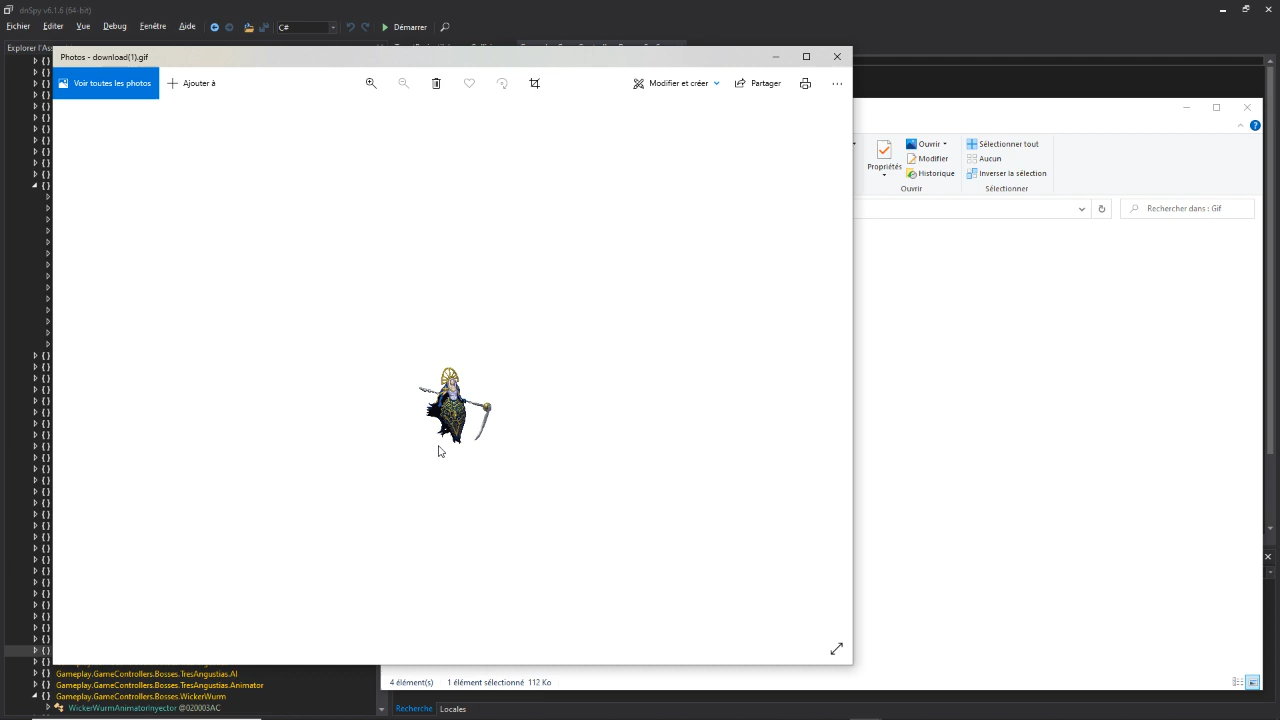 dnSpy v6.1.6 (64-bit)
Fichier Editer Vue Debug Fenêtre Aide C# Démarrer
Explorer l'Ass
Photos - download(1).gif
Voir toutes les photos Ajouter à Modifier et créer Partager
Propriétés
Ouvrir
Modifier
Historique
Ouvrir
Sélectionner tout
Aucun
Inverser la sélection
Sélectionner
Rechercher dans : Gif
Gameplay.GameControllers.Bosses.TresAngustias.AI
Gameplay.GameControllers.Bosses.TresAngustias.Animator
Gameplay.GameControllers.Bosses.WickerWurm
WickerWurmAnimatorInyector @020003AC
4 élément(s) 1 élément sélectionné 112 Ko
Recherche Locales